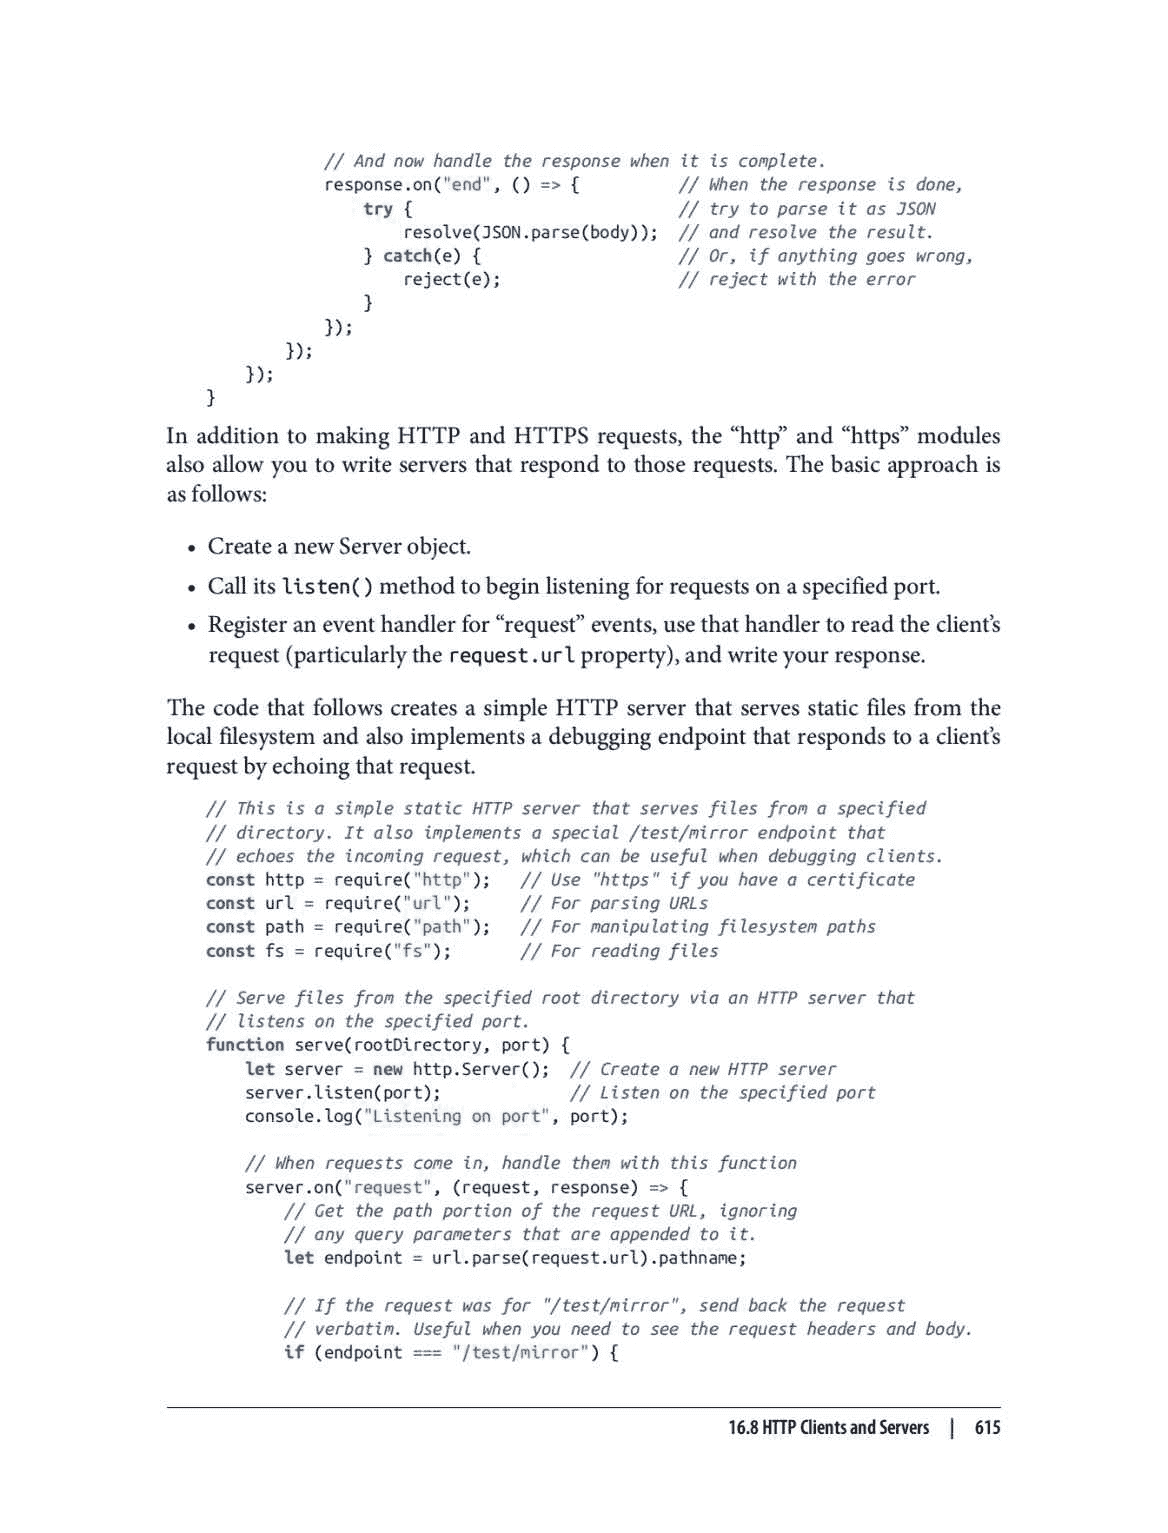 // And now handle the response when it is complete.
response.on("end", () => {          // When the response is done,
    try {                           // try to parse it as JSON
        resolve(JSON.parse(body));  // and resolve the result.
    } catch(e) {                    // Or, if anything goes wrong,
        reject(e);                  // reject with the error
    }
});
});
});
}
In addition to making HTTP and HTTPS requests, the “http” and “https” modules
also allow you to write servers that respond to those requests. The basic approach is
as follows:
• Create a new Server object.
• Call its listen() method to begin listening for requests on a specified port.
• Register an event handler for “request” events, use that handler to read the client’s
request (particularly the request.url property), and write your response.
The code that follows creates a simple HTTP server that serves static files from the
local filesystem and also implements a debugging endpoint that responds to a client’s
request by echoing that request.
// This is a simple static HTTP server that serves files from a specified
// directory. It also implements a special /test/mirror endpoint that
// echoes the incoming request, which can be useful when debugging clients.
const http = require("http");   // Use "https" if you have a certificate
const url = require("url");     // For parsing URLs
const path = require("path");   // For manipulating filesystem paths
const fs = require("fs");       // For reading files
// Serve files from the specified root directory via an HTTP server that
// listens on the specified port.
function serve(rootDirectory, port) {
    let server = new http.Server();  // Create a new HTTP server
    server.listen(port);             // Listen on the specified port
    console.log("Listening on port", port);
    // When requests come in, handle them with this function
    server.on("request", (request, response) => {
        // Get the path portion of the request URL, ignoring
        // any query parameters that are appended to it.
        let endpoint = url.parse(request.url).pathname;
        // If the request was for "/test/mirror", send back the request
        // verbatim. Useful when you need to see the request headers and body.
        if (endpoint === "/test/mirror") {
16.8 HTTP Clients and Servers | 615